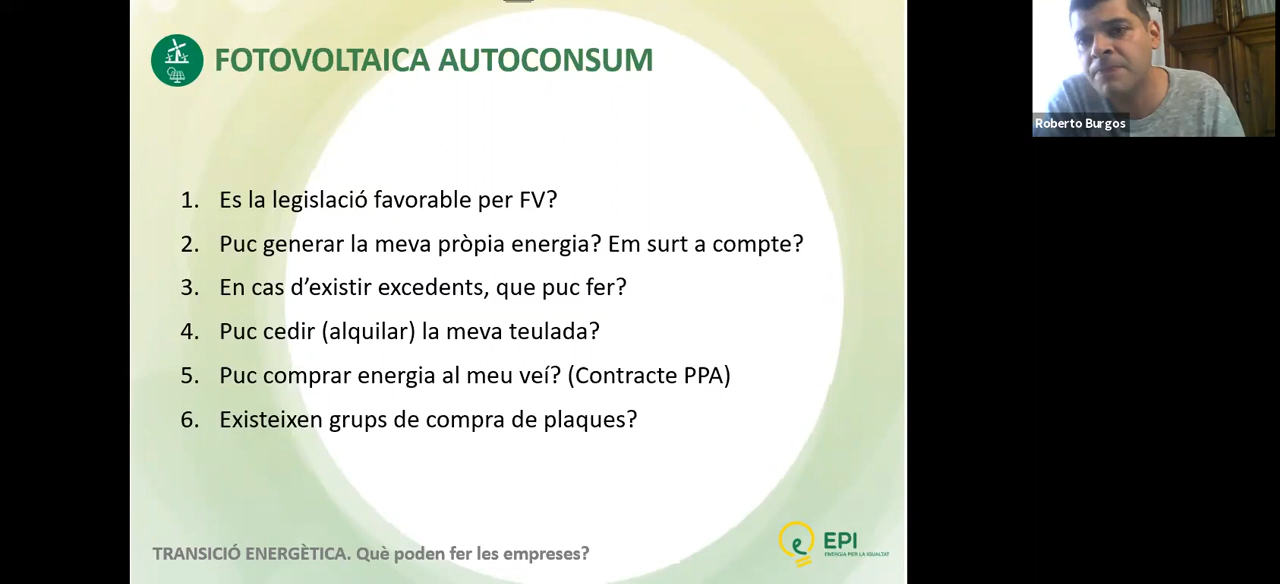 FOTOVOLTAICA AUTOCONSUM
Roberto Burgos
1. Es la legislació favorable per FV?
2. Puc generar la meva pròpia energia? Em surt a compte?
3. En cas d’existir excedents, que puc fer?
4. Puc cedir (alquilar) la meva teulada?
5. Puc comprar energia al meu veí? (Contracte PPA)
6. Existeixen grups de compra de plaques?
TRANSICIÓ ENERGÈTICA. Què poden fer les empreses?
e
EPI
ENERGIA PER LA IGUALTAT